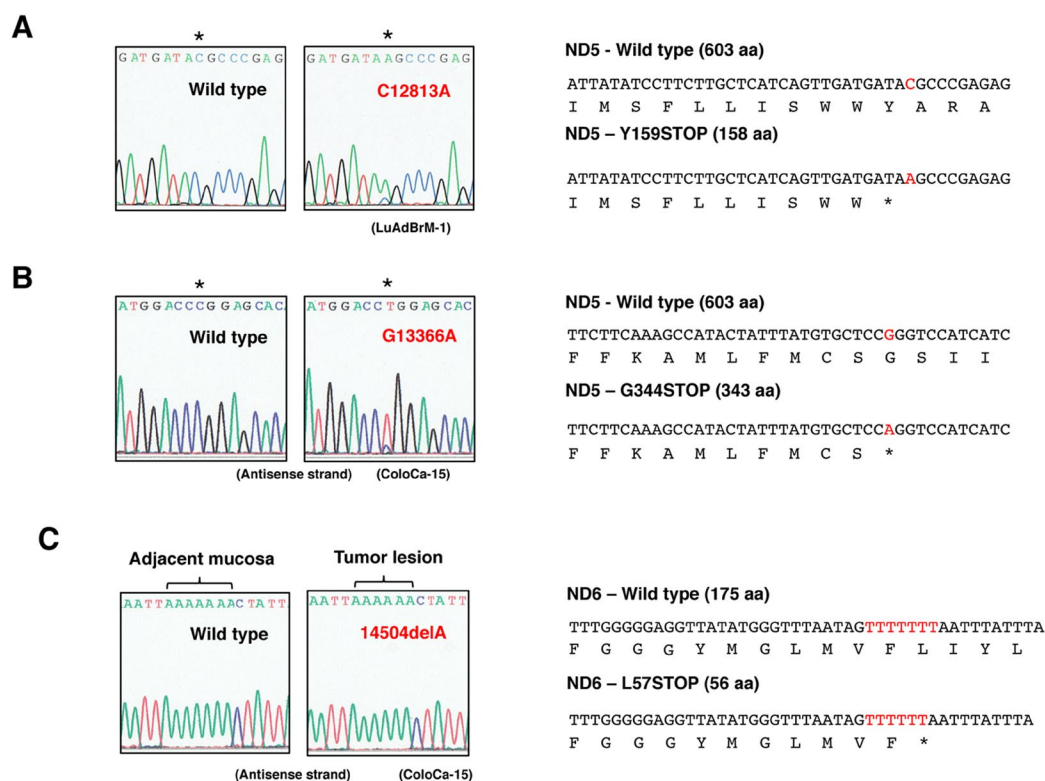 A
*
*
GATGATACGCCCGAG
Wild type
GATGATAAGCCCGAG
C12813A
(LuAdBrM-1)
ND5 - Wild type (603 aa)
ATTATATCCTTCTTGCTCATCAGTTGATGATACGCCCGAGAG
I M S F L L I S W W Y A R A
ND5 – Y159STOP (158 aa)
ATTATATCCTTCTTGCTCATCAGTTGATGATAAGCCCGAGAG
I M S F L L I S W W *
B
*
*
ATGGACCCGGAGCAC
Wild type
(Antisense strand)
ATGGACCTGGAGCAC
G13366A
(ColoCa-15)
ND5 - Wild type (603 aa)
TTCTTCAAAGCCATACTATTTATGTGCTCCGGGTCCATCATC
F F K A M L F M C S G S I I
ND5 – G344STOP (343 aa)
TTCTTCAAAGCCATACTATTTATGTGCTCCAGGTCCATCATC
F F K A M L F M C S *
C
Adjacent mucosa
Tumor lesion
AATTAAAAAAACTATT
Wild type
(Antisense strand)
AATTAAAAAACTATT
14504delA
(ColoCa-15)
ND6 – Wild type (175 aa)
TTTGGGGGAGGTTATATGGGTTTAATAGTTTTTTTAATTTATTTA
F G G G Y M G L M V F L I Y L
ND6 – L57STOP (56 aa)
TTTGGGGGAGGTTATATGGGTTTAATAGTTTTTTAATTTATTTA
F G G G Y M G L M V F *